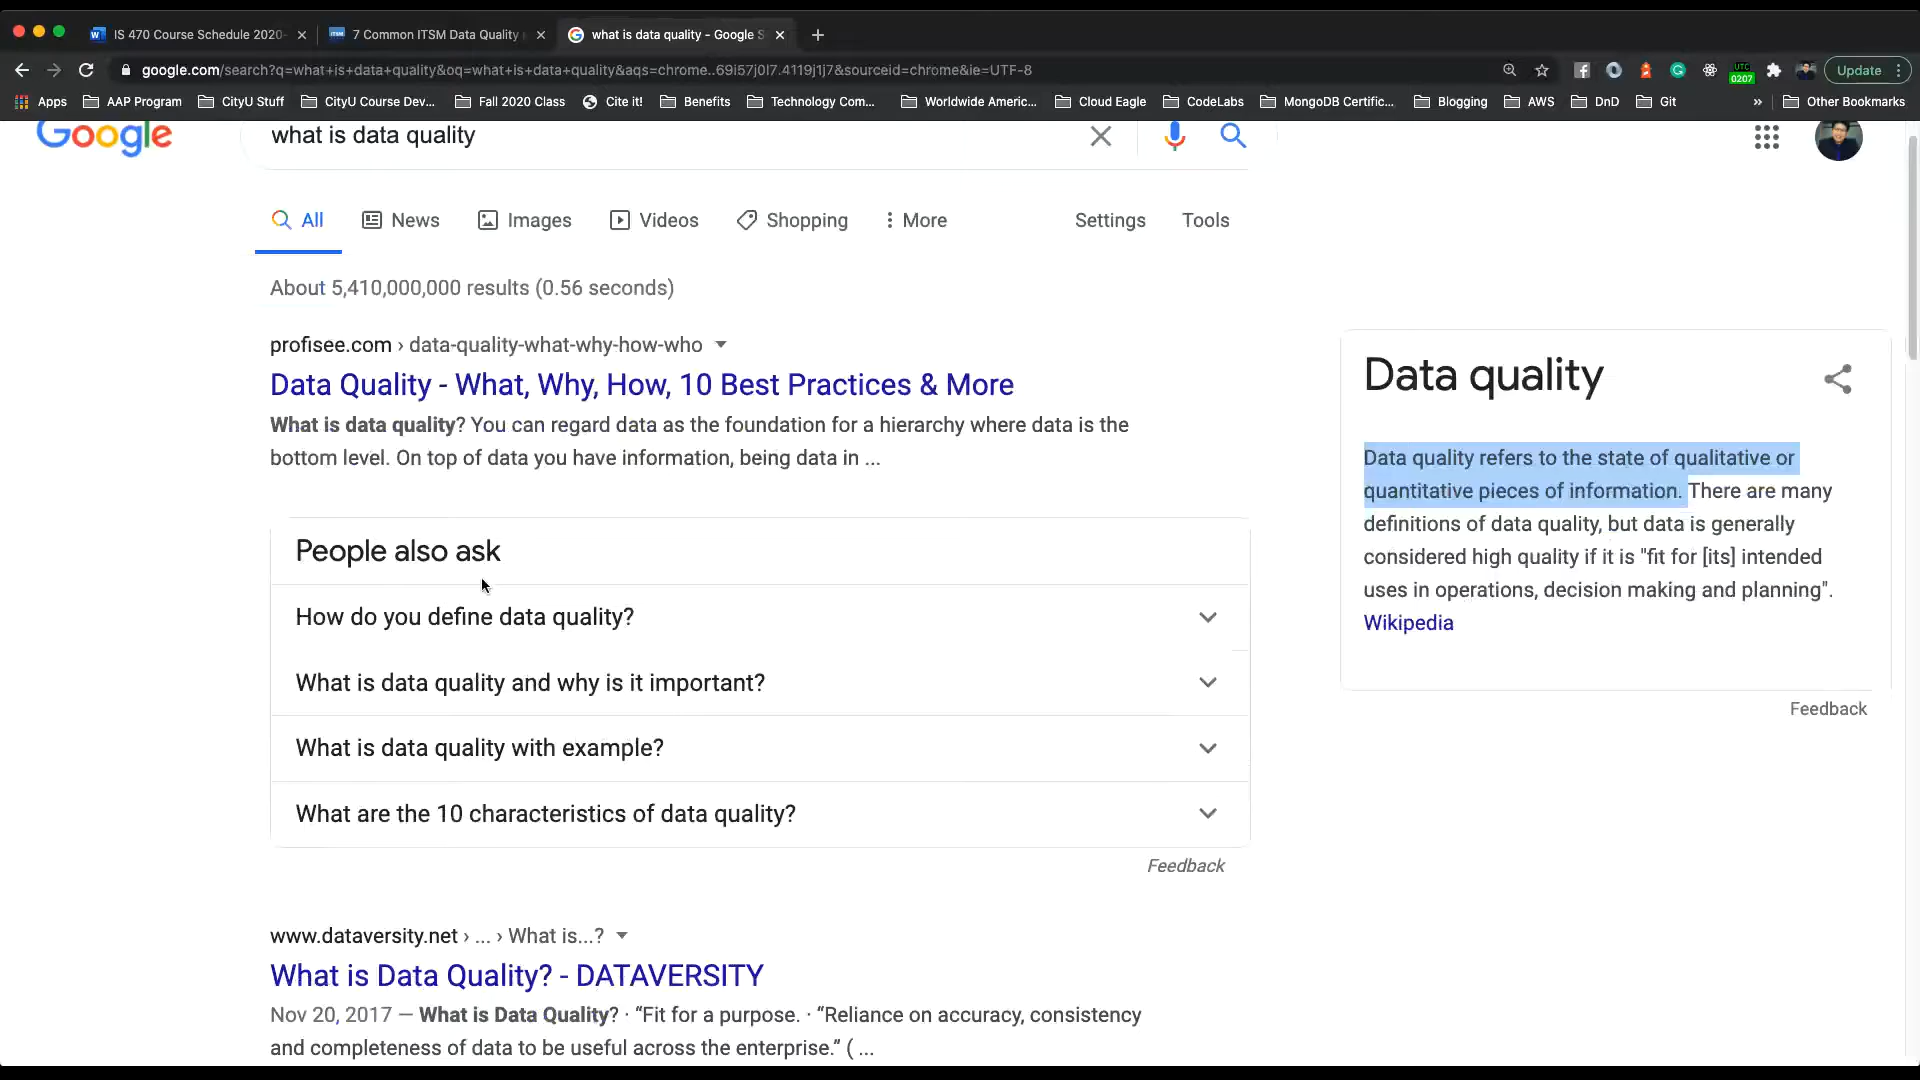 IS 470 Course Schedule 2020-
7 Common ITSM Data Quality
what is data quality - Google S
google.com/search?q=what+is+data+quality&oq=what+is+data+quality&aqs=chrome..69i57j0l7.4119j1j7&sourceid=chrome&ie=UTF-8
UTC
0207
Update
Apps
AAP Program
CityU Stuff
CityU Course Dev...
Fall 2020 Class
Cite it!
Benefits
Technology Com...
Worldwide Americ...
Cloud Eagle
CodeLabs
MongoDB Certific...
Blogging
AWS
DnD
Git
»
Other Bookmarks
Google
what is data quality
All
News
Images
Videos
Shopping
More
Settings
Tools
About 5,410,000,000 results (0.56 seconds)
profisee.com › data-quality-what-why-how-who
Data Quality - What, Why, How, 10 Best Practices & More
What is data quality? You can regard data as the foundation for a hierarchy where data is the
bottom level. On top of data you have information, being data in ...
People also ask
How do you define data quality?
What is data quality and why is it important?
What is data quality with example?
What are the 10 characteristics of data quality?
Feedback
www.dataversity.net › ... › What is...?
What is Data Quality? - DATAVERSITY
Nov 20, 2017 — What is Data Quality? · “Fit for a purpose. · “Reliance on accuracy, consistency
and completeness of data to be useful across the enterprise.” ( ...
Data quality
Data quality refers to the state of qualitative or
quantitative pieces of information. There are many
definitions of data quality, but data is generally
considered high quality if it is "fit for [its] intended
uses in operations, decision making and planning".
Wikipedia
Feedback